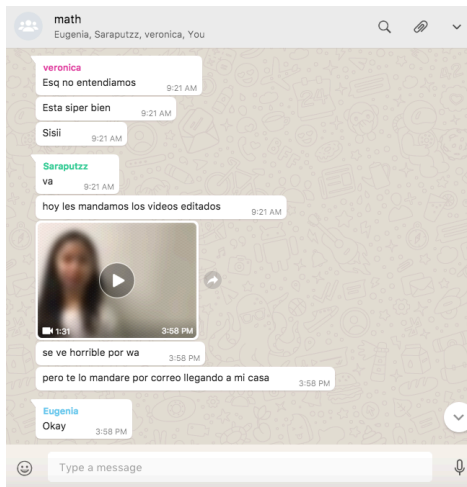 math
Eugenia, Saraputzz, veronica, You
veronica
Esq no entendiamos
9:21 AM
Esta siper bien
9:21 AM
Sisii
9:21 AM
Saraputzz
va
9:21 AM
hoy les mandamos los videos editados
9:21 AM
1:31
3:58 PM
se ve horrible por wa
3:58 PM
pero te lo mandare por correo llegando a mi casa
3:58 PM
Eugenia
Okay
3:58 PM
Type a message